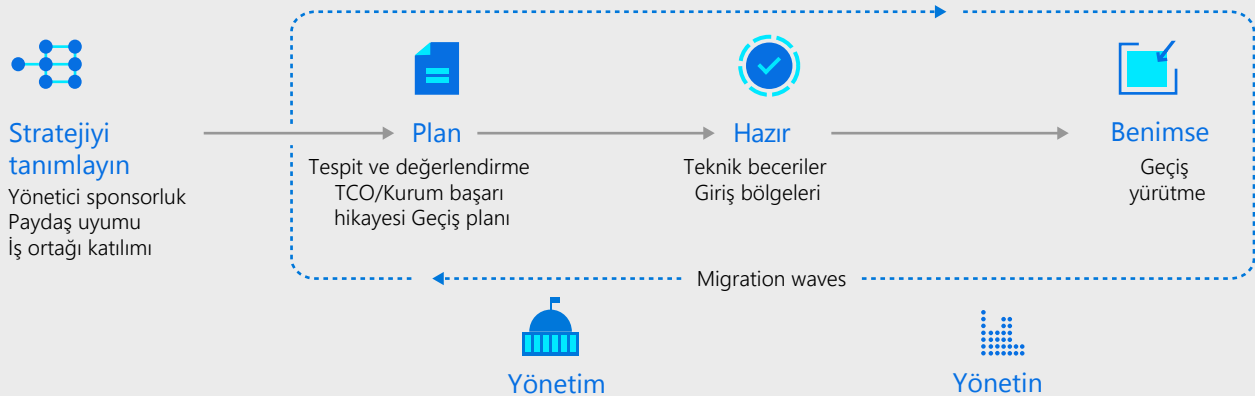 Stratejiyi
tanımlayın
Yönetici sponsorluk
Paydaş uyumu
İş ortağı katılımı
Plan
Tespit ve değerlendirme
TCO/Kurum başarı
hikayesi Geçiş planı
Hazır
Teknik beceriler
Giriş bölgeleri
Benimse
Geçiş
yürütme
Migration waves
Yönetim
Yönetin